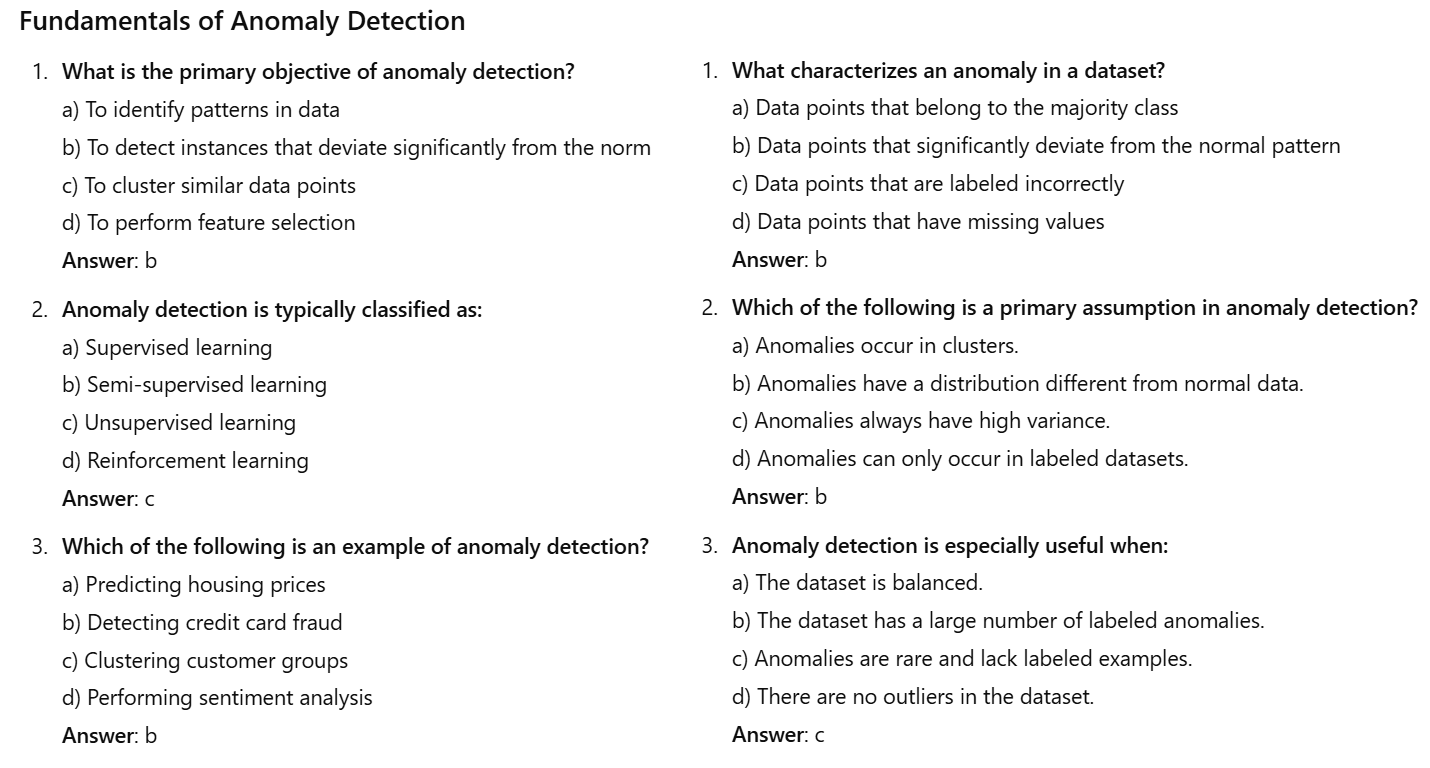 Fundamentals of Anomaly Detection
1. What is the primary objective of anomaly detection?
a) To identify patterns in data
b) To detect instances that deviate significantly from the norm
c) To cluster similar data points
d) To perform feature selection
Answer: b
2. Anomaly detection is typically classified as:
a) Supervised learning
b) Semi-supervised learning
c) Unsupervised learning
d) Reinforcement learning
Answer: c
3. Which of the following is an example of anomaly detection?
a) Predicting housing prices
b) Detecting credit card fraud
c) Clustering customer groups
d) Performing sentiment analysis
Answer: b
1. What characterizes an anomaly in a dataset?
a) Data points that belong to the majority class
b) Data points that significantly deviate from the normal pattern
c) Data points that are labeled incorrectly
d) Data points that have missing values
Answer: b
2. Which of the following is a primary assumption in anomaly detection?
a) Anomalies occur in clusters.
b) Anomalies have a distribution different from normal data.
c) Anomalies always have high variance.
d) Anomalies can only occur in labeled datasets.
Answer: b
3. Anomaly detection is especially useful when:
a) The dataset is balanced.
b) The dataset has a large number of labeled anomalies.
c) Anomalies are rare and lack labeled examples.
d) There are no outliers in the dataset.
Answer: c